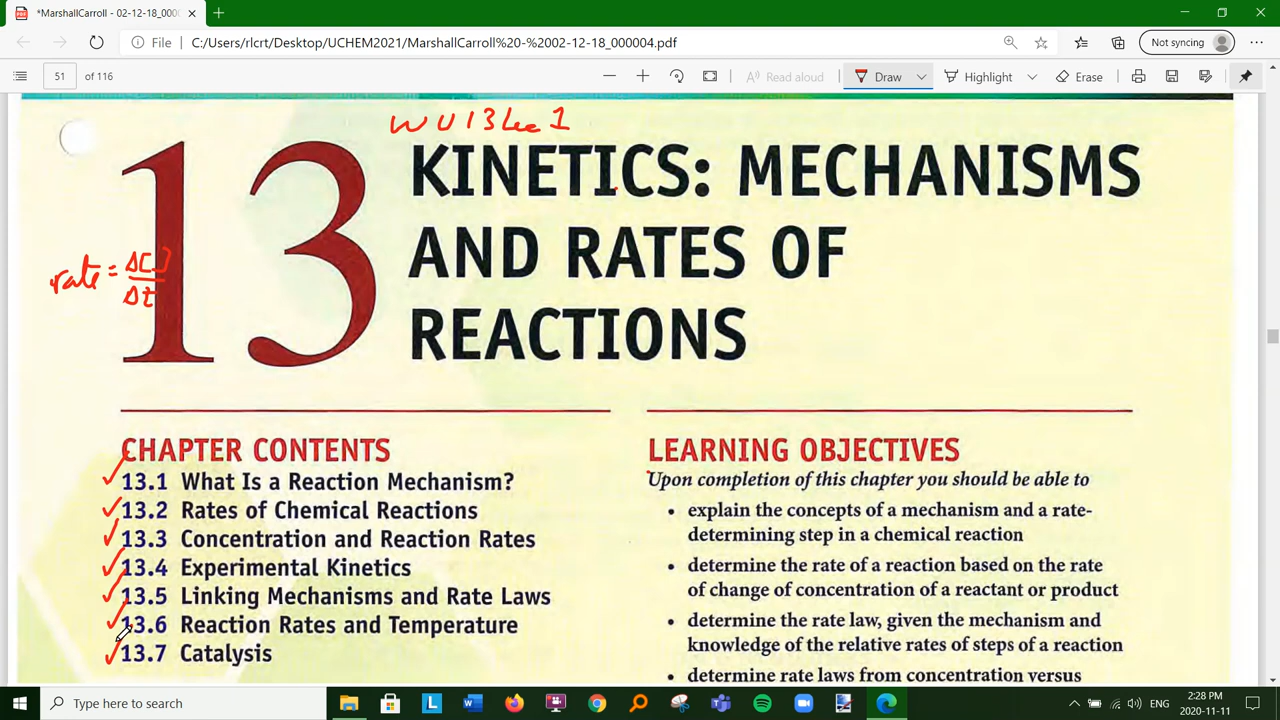 *MarshallCarroll - 02-12-18_0000
File
C:/Users/rlcrt/Desktop/UCHEM2021/MarshallCarroll%20-%2002-12-18_000004.pdf
Not syncing
51 of 116
Read aloud
Draw
Highlight
Erase
W U 13 Lec 1
13
KINETICS: MECHANISMS
AND RATES OF
REACTIONS
rate = Δ[ ]
Δt
CHAPTER CONTENTS
13.1 What Is a Reaction Mechanism?
13.2 Rates of Chemical Reactions
13.3 Concentration and Reaction Rates
13.4 Experimental Kinetics
13.5 Linking Mechanisms and Rate Laws
13.6 Reaction Rates and Temperature
13.7 Catalysis
LEARNING OBJECTIVES
Upon completion of this chapter you should be able to
• explain the concepts of a mechanism and a rate-
determining step in a chemical reaction
• determine the rate of a reaction based on the rate
of change of concentration of a reactant or product
• determine the rate law, given the mechanism and
knowledge of the relative rates of steps of a reaction
• determine rate laws from concentration versus
Type here to search
ENG
2:28 PM
2020-11-11